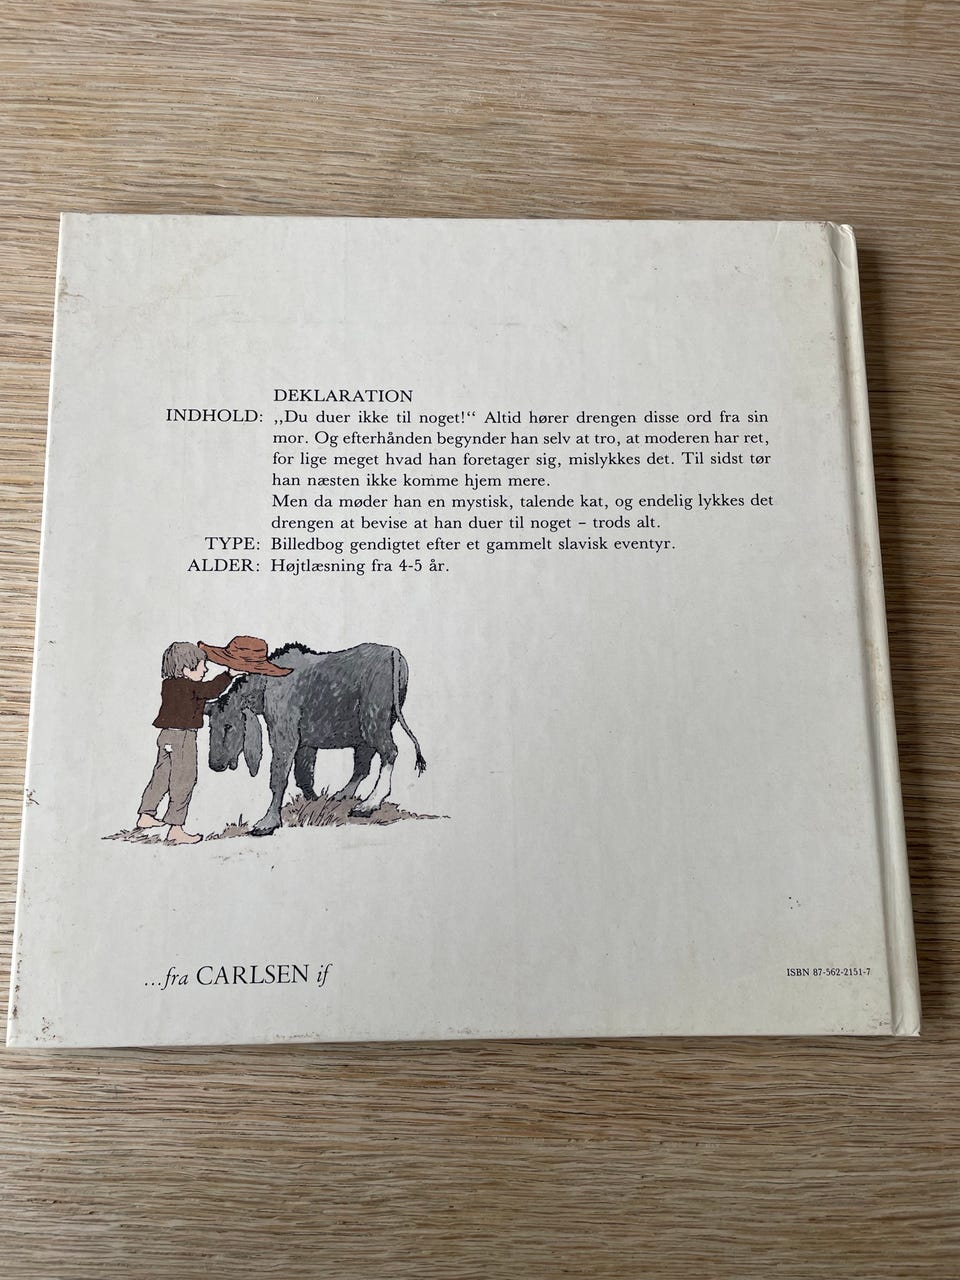 DEKLARATION
INDHOLD: ,,Du duer ikke til noget!“ Altid hører drengen disse ord fra sin
mor. Og efterhånden begynder han selv at tro, at moderen har ret,
for lige meget hvad han foretager sig, mislykkes det. Til sidst tør
han næsten ikke komme hjem mere.
Men da møder han en mystisk, talende kat, og endelig lykkes det
drengen at bevise at han duer til noget – trods alt.
TYPE: Billedbog gendigtet efter et gammelt slavisk eventyr.
ALDER: Højtlæsning fra 4-5 år.
...fra CARLSEN if
ISBN 87-562-2151-7